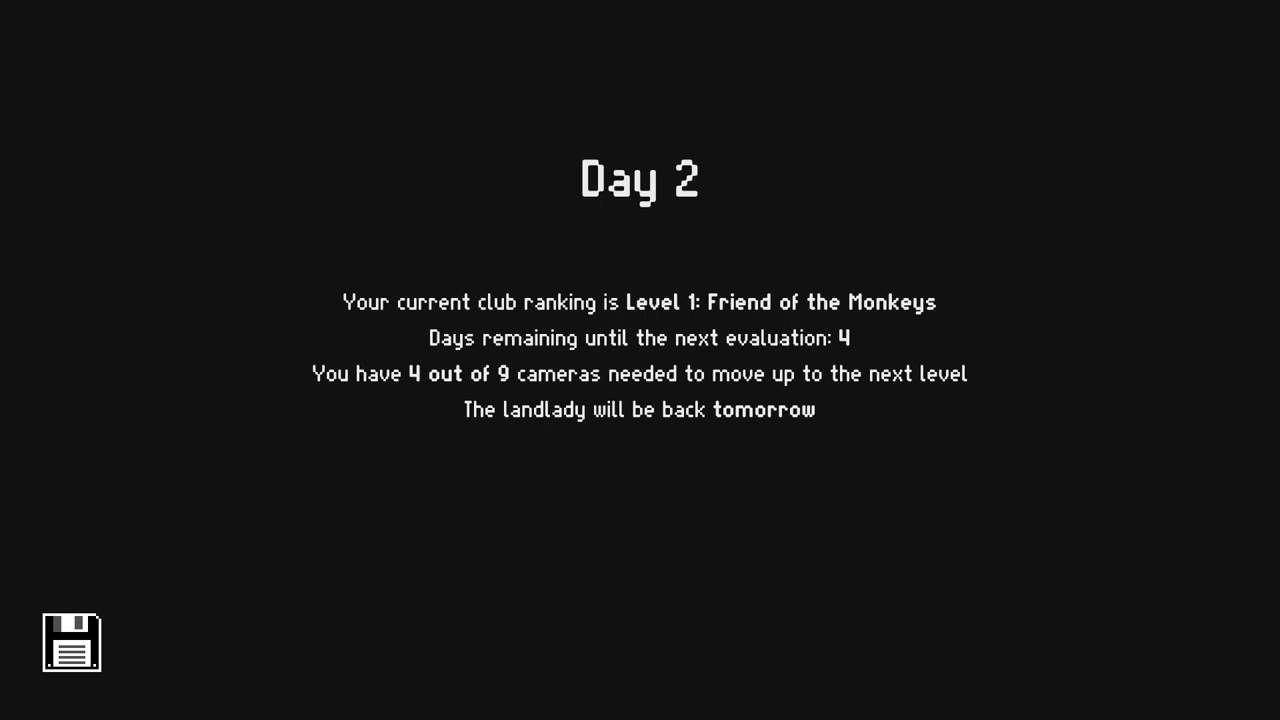 Day 2
Your current club ranking is Level 1: Friend of the Monkeys
Days remaining until the next evaluation: 4
You have 4 out of 9 cameras needed to move up to the next level
The landlady will be back tomorrow